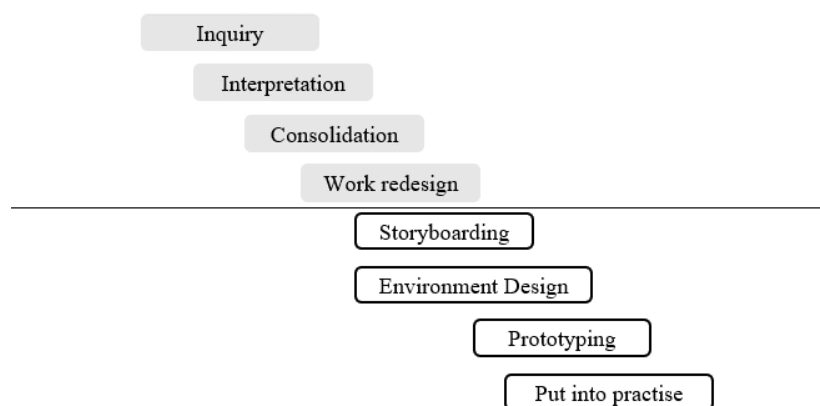 Inquiry
Interpretation
Consolidation
Work redesign
Storyboarding
Environment Design
Prototyping
Put into practise